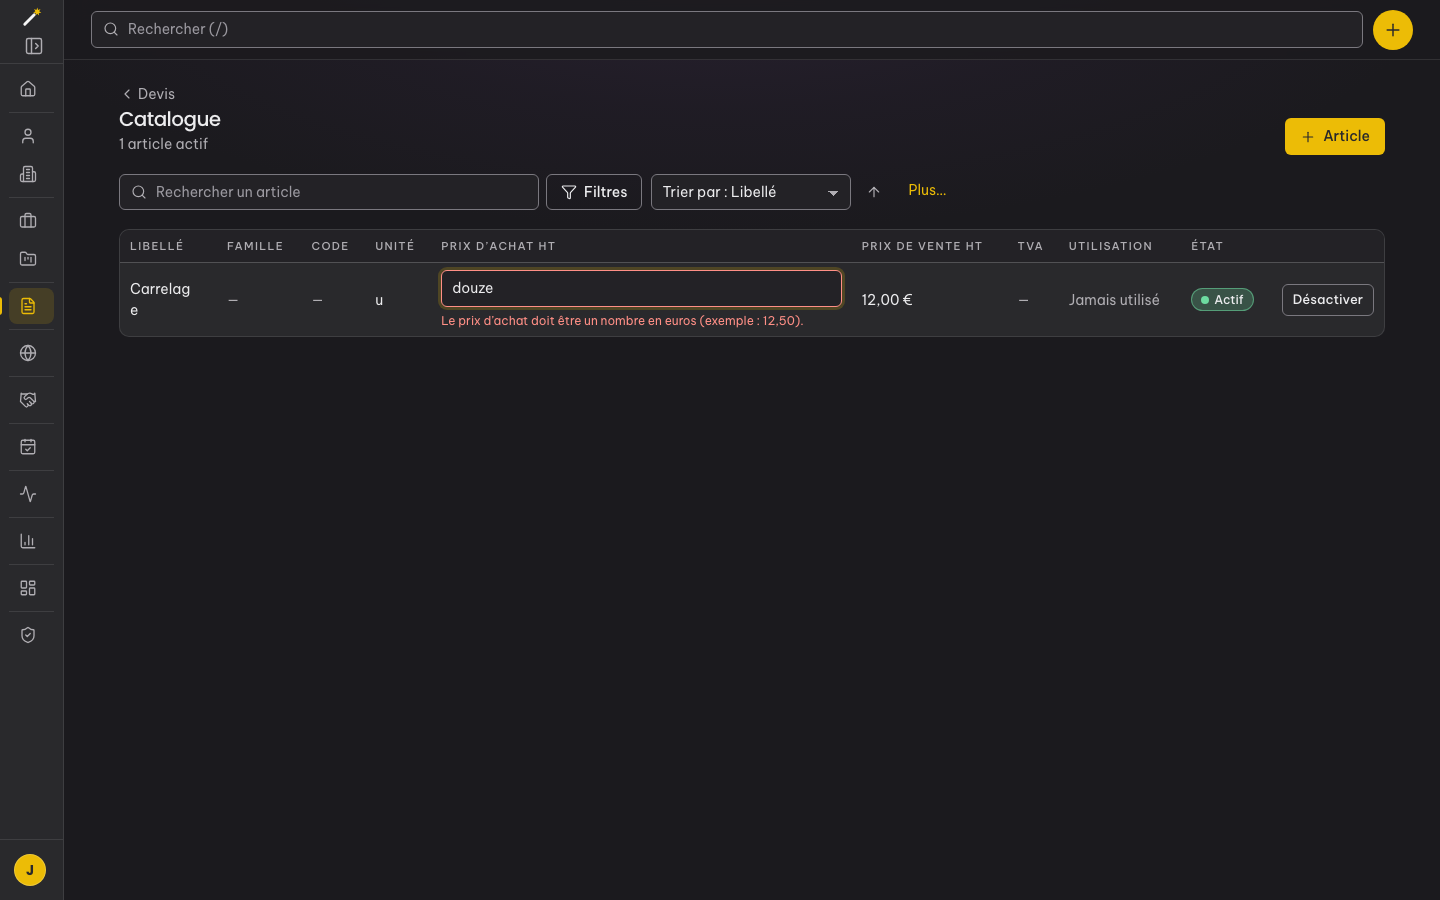 Rechercher (/)
Devis
Catalogue
1 article actif
Article
Rechercher un article
Filtres
Trier par : Libellé
Plus…
LIBELLÉ
FAMILLE
CODE
UNITÉ
PRIX D’ACHAT HT
PRIX DE VENTE HT
TVA
UTILISATION
ÉTAT
Carrelag
e
—
—
u
douze
Le prix d’achat doit être un nombre en euros (exemple : 12,50).
12,00 €
—
Jamais utilisé
Actif
Désactiver
J